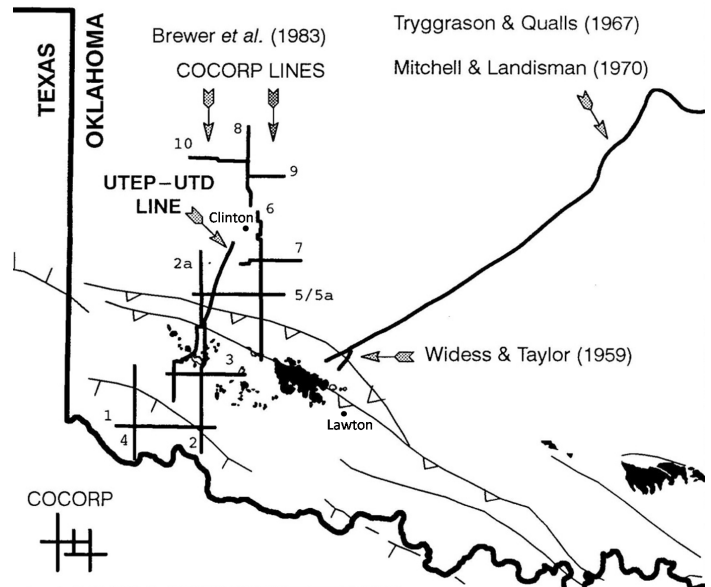 TEXAS
OKLAHOMA
Brewer et al. (1983)
COCORP LINES
Tryggrason & Qualls (1967)
Mitchell & Landisman (1970)
8
10
9
UTEP-UTD
LINE
6
Clinton
7
2a
5/5a
3
Widess & Taylor (1959)
1
4
2
Lawton
COCORP